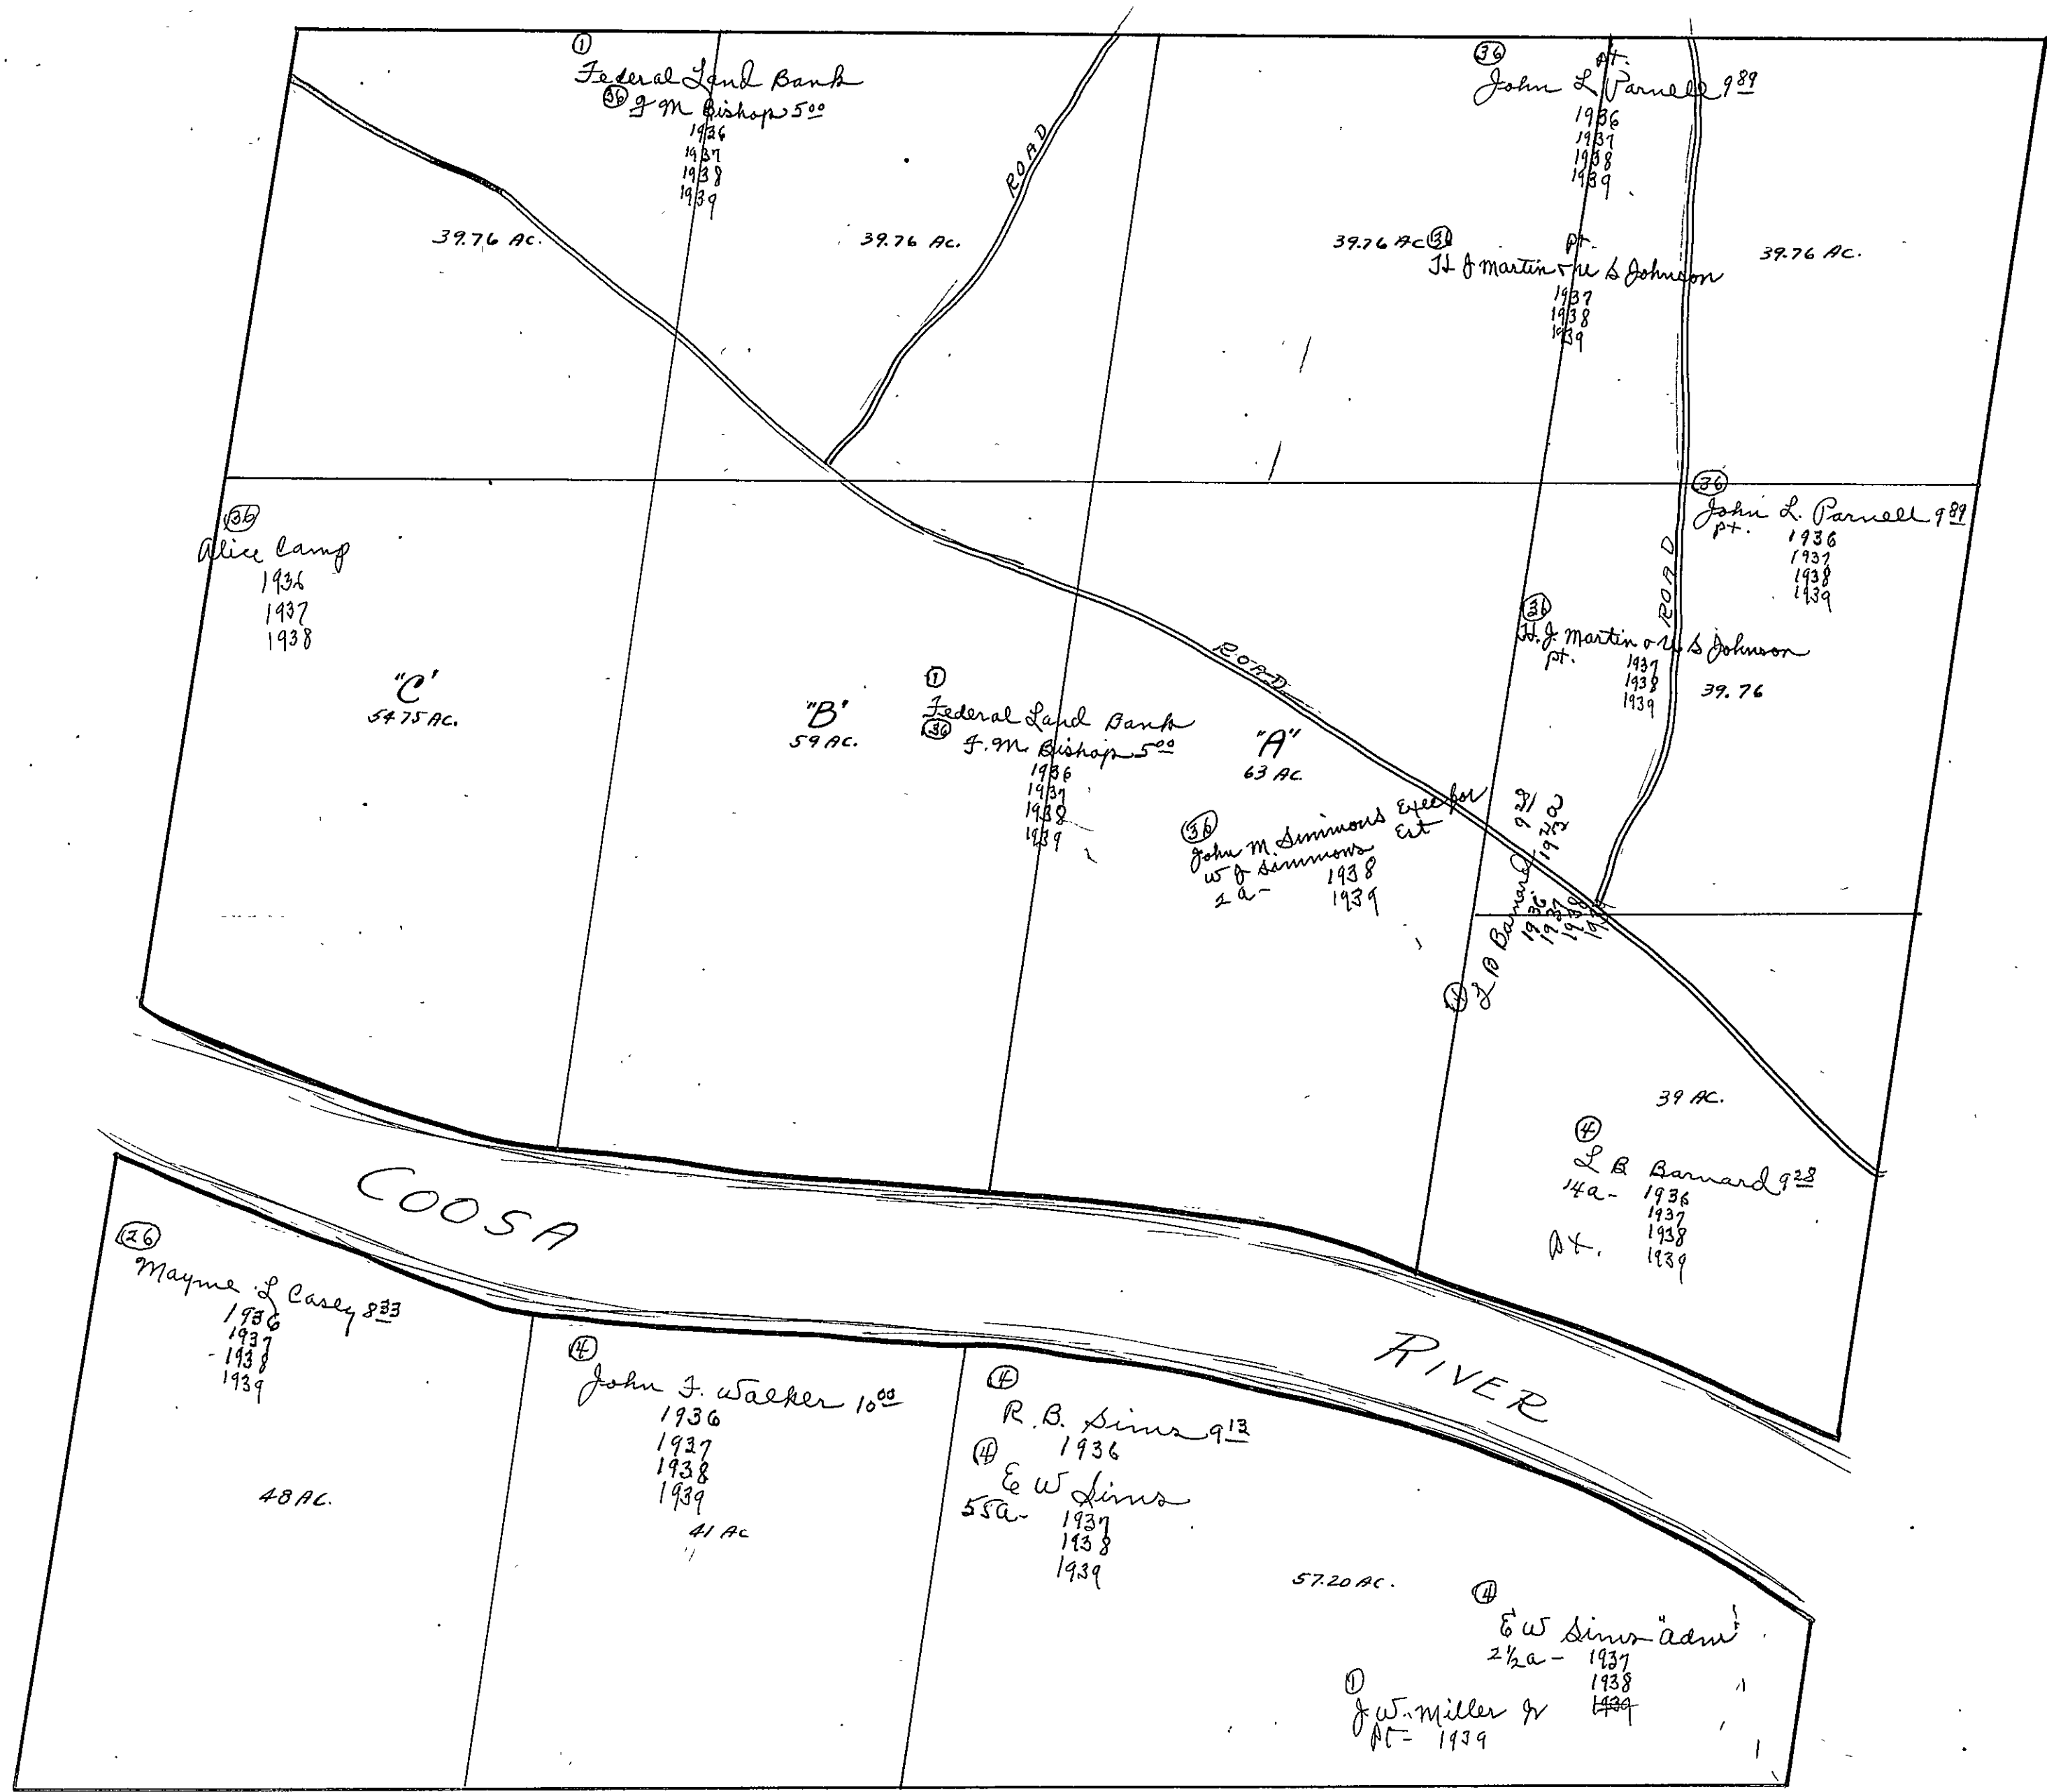 ①
Federal Land Bank
㊱ F M Bishop 5 00
1936
1937
1938
1939
39.76 AC.
39.76 AC.
ROAD
㊱ pt.
John L Parnell 9 89
1936
1937
1938
1939
39.76 AC ㊱ pt.
H J Martin & U S Johnson
1937
1938
1939
39.76 AC.
㊱
Alice Camp
1936
1937
1938
"C"
54.75 AC.
"B"
59 AC.
①
Federal Land Bank
㊱ F. M. Bishop 5 00
1936
1937
1938
1939
ROAD
"A"
63 AC.
㊱
John M. Simmons Exec for
W J Simmons Est
2 a- 1938
1939
㊱
John L. Parnell 9 89
pt. 1936
1937
1938
1939
ROAD
㊱
H. J. Martin & U S Johnson
pt. 1937
1938
1939
39.76
L B Barnard 9 28
1936
1937
1938
39 AC.
④
L B Barnard 9 28
14a- 1936
1937
1938
pt. 1939
COOSA
RIVER
㉖
Mayme L Casey 8 33
1936
1937
1938
1939
48 AC.
④
John F. Walker 10 00
1936
1937
1938
1939
41 AC
④
R. B. Sims 9 13
1936
④
E W Sims
55a- 1937
1938
1939
57.20 AC.
④
E W Sims "Adm"
2½a- 1937
1938
1939
①
J W. Miller Jr
pt- 1939